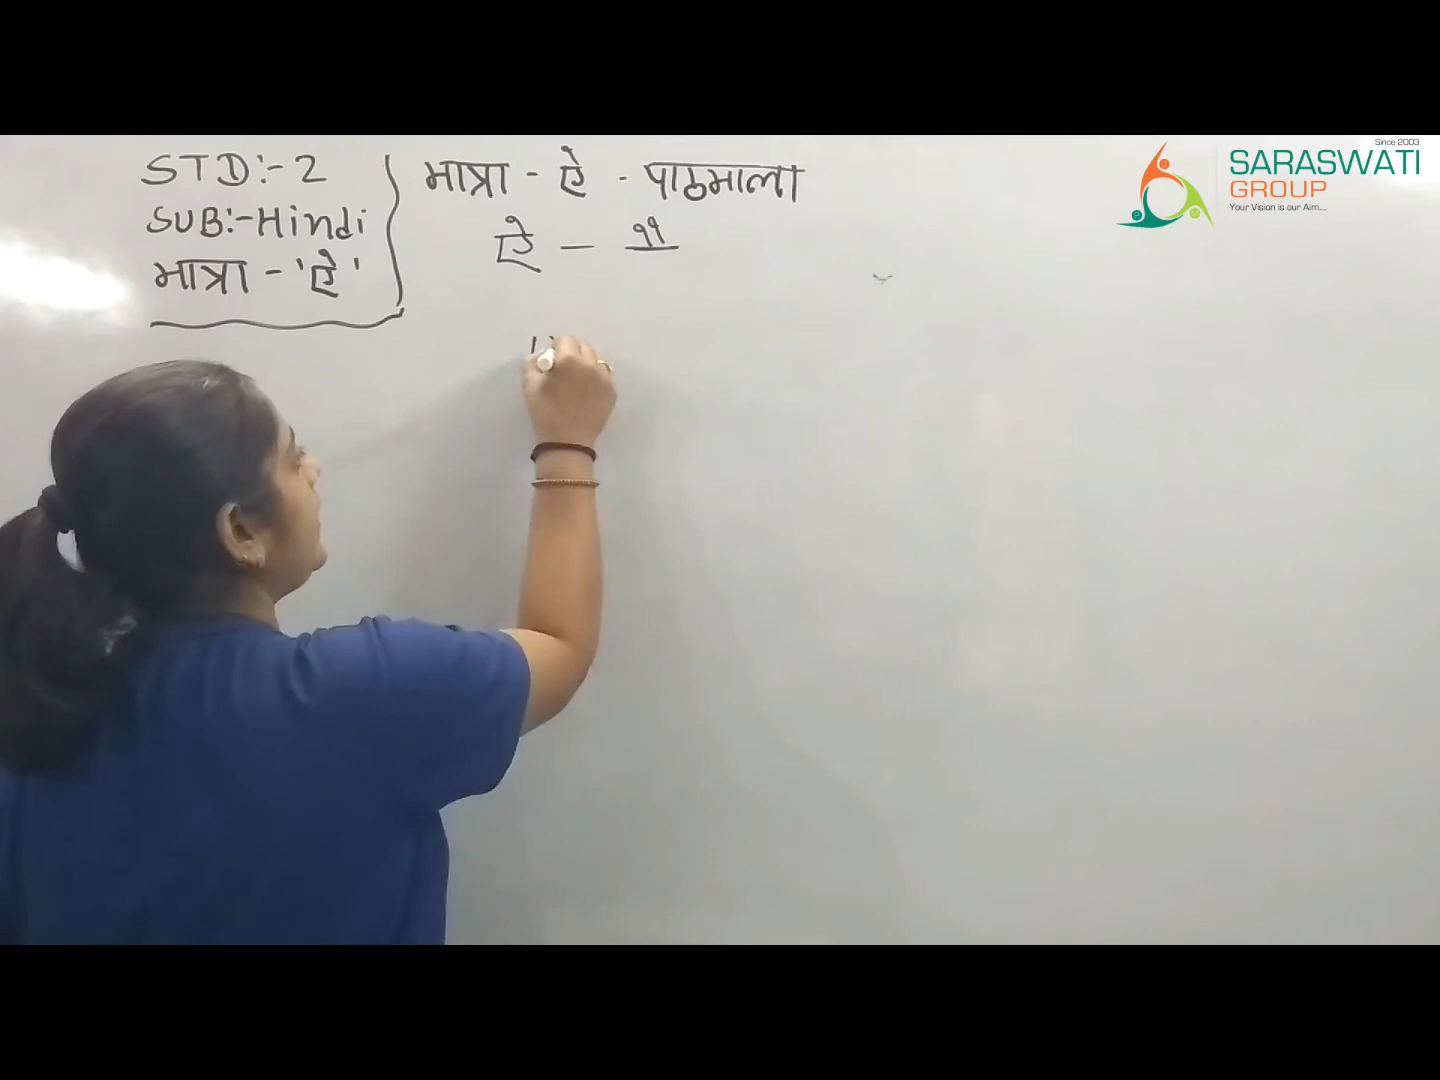 STD:-2
SUB:-Hindi
मात्रा - 'ऐ'
मात्रा - ऐ - पाठमाला
ऐ —
Since 2003
SARASWATI
GROUP
Your Vision is our Aim...